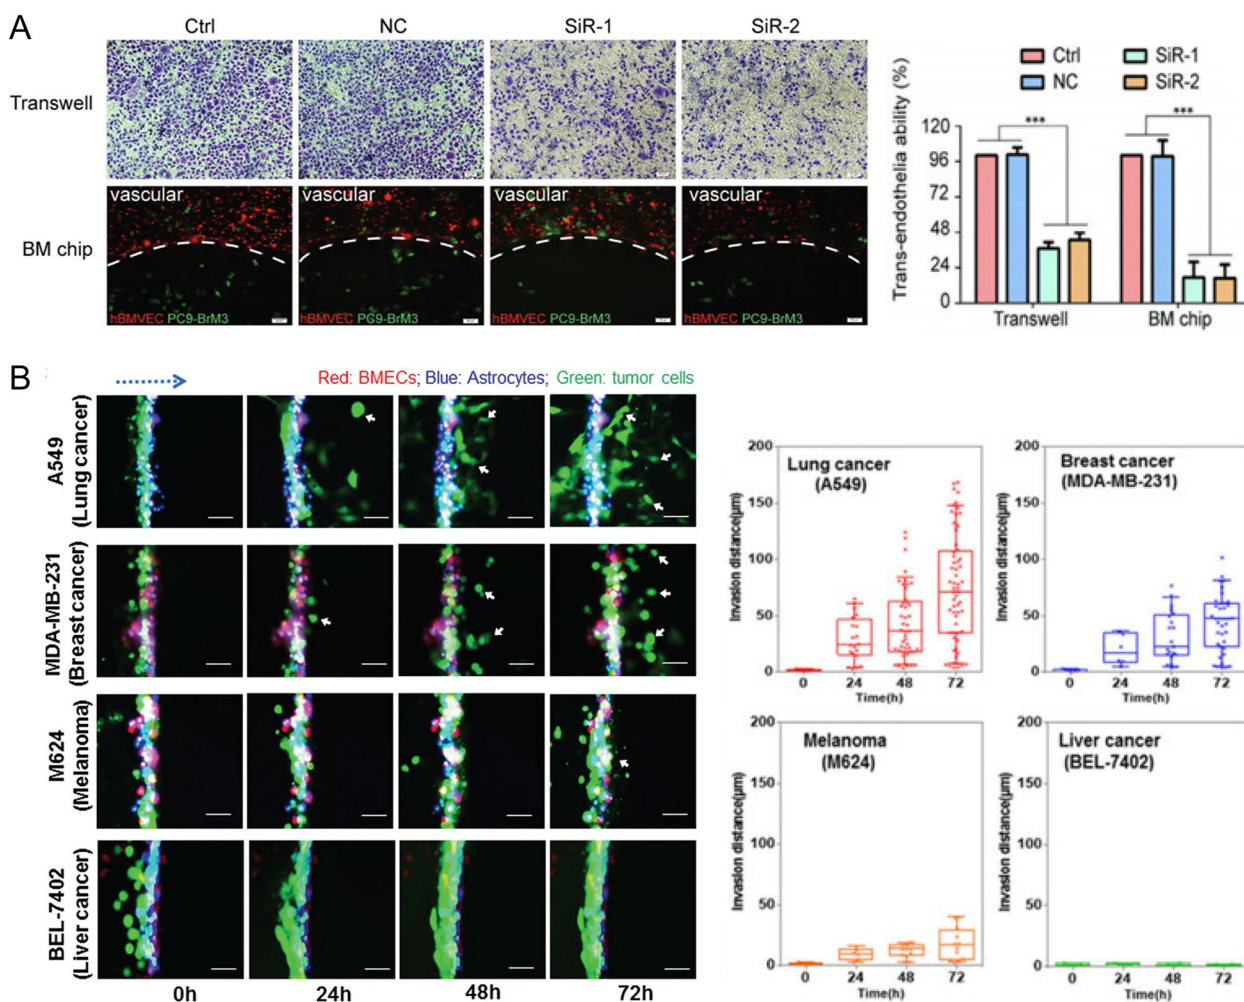 A
Ctrl NC SiR-1 SiR-2
Transwell
BM chip
vascular vascular vascular vascular
hBMVEC PC9-BrM3 hBMVEC PC9-BrM3 hBMVEC PC9-BrM3 hBMVEC PC9-BrM3
Ctrl SiR-1
NC SiR-2
Trans-endothelia ability (%)
120
96
72
48
24
0
*** ***
Transwell BM chip
B
Red: BMECs; Blue: Astrocytes; Green: tumor cells
A549
(Lung cancer)
MDA-MB-231
(Breast cancer)
M624
(Melanoma)
BEL-7402
(Liver cancer)
0h 24h 48h 72h
Lung cancer
(A549)
Invasion distance(μm)
200
150
100
50
0
0 24 48 72
Time(h)
Breast cancer
(MDA-MB-231)
Invasion distance(μm)
200
150
100
50
0
0 24 48 72
Time(h)
Melanoma
(M624)
Invasion distance(μm)
200
150
100
50
0
0 24 48 72
Time(h)
Liver cancer
(BEL-7402)
Invasion distance(μm)
200
150
100
50
0
0 24 48 72
Time(h)